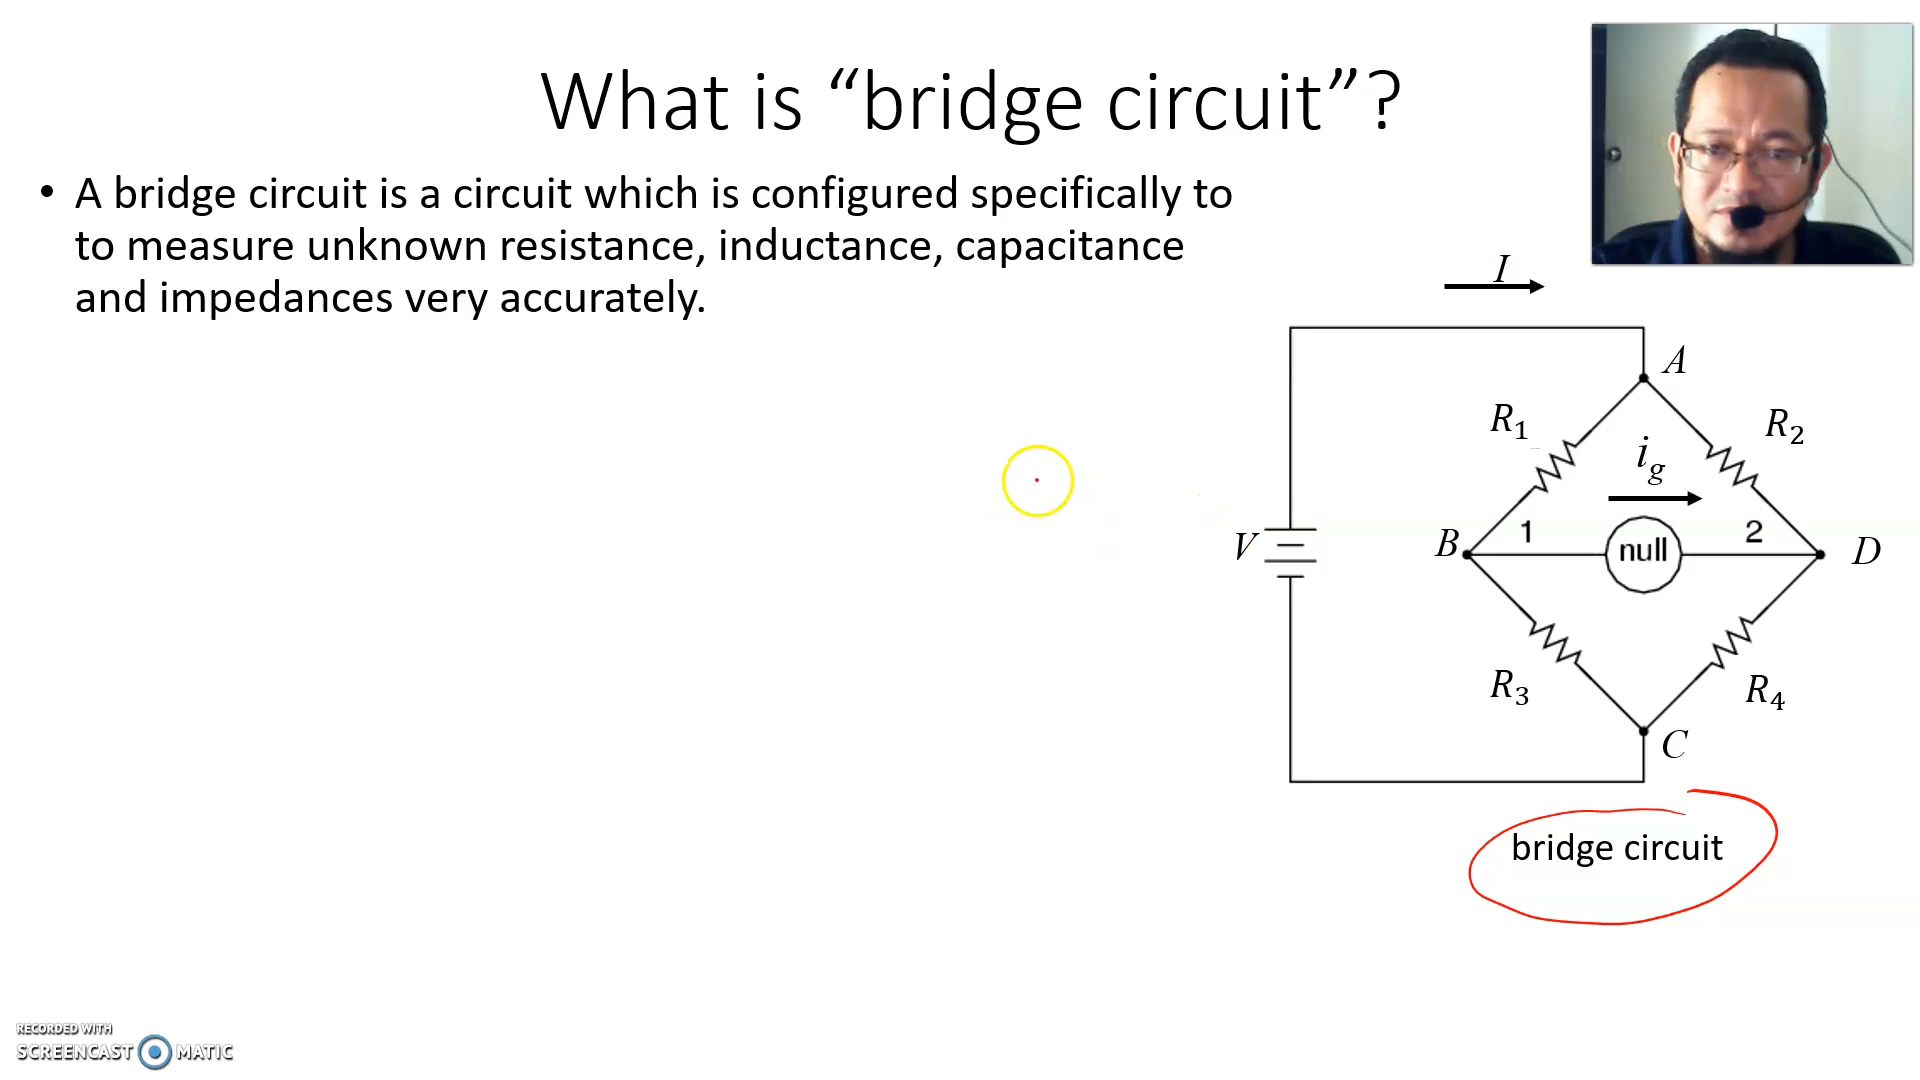 What is “bridge circuit”?
• A bridge circuit is a circuit which is configured specifically to
to measure unknown resistance, inductance, capacitance
and impedances very accurately.
I
A
R₁
R₂
i_g
V
B
1
null
2
D
R₃
R₄
C
bridge circuit
RECORDED WITH
SCREENCAST MATIC